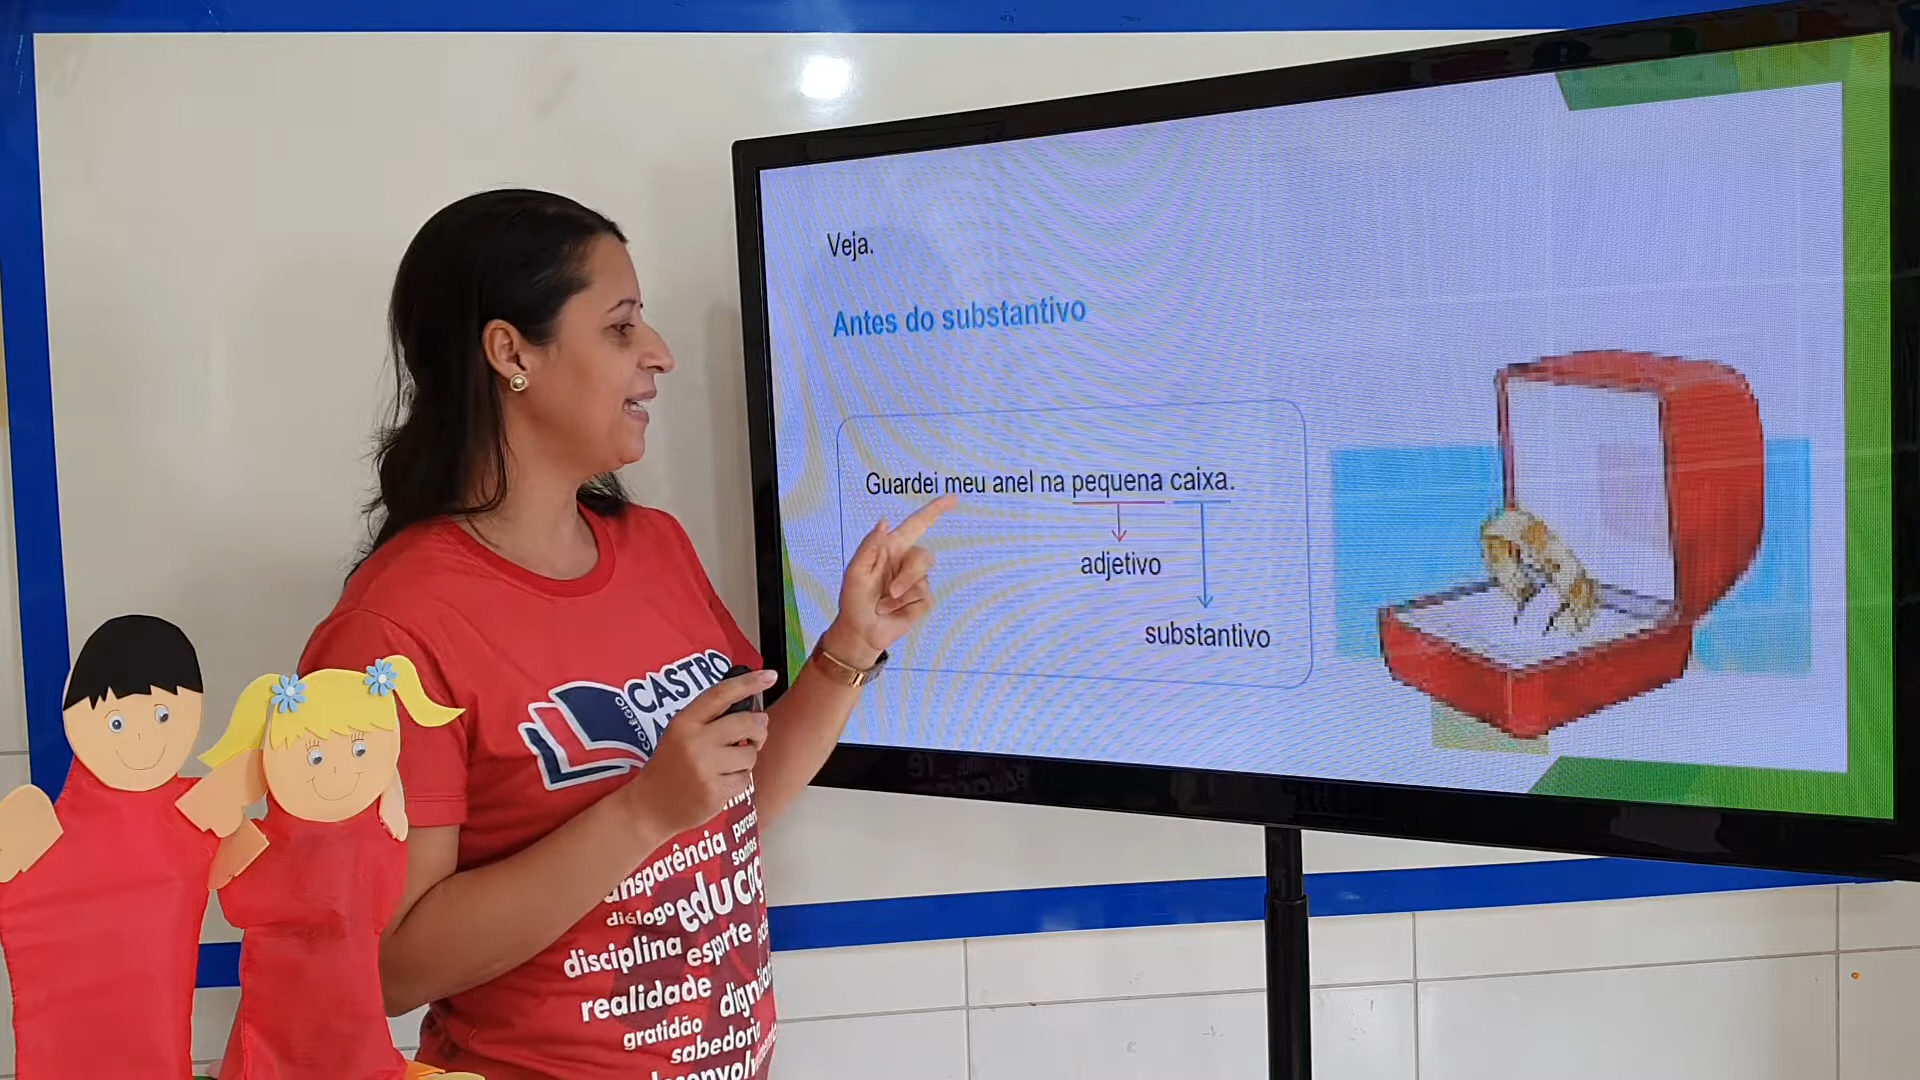 Veja.
Antes do substantivo
Guardei meu anel na pequena caixa.
adjetivo
substantivo
COLÉGIO
CASTRO
transparência
diálogo
disciplina
esporte
realidade
gratidão
sabedoria